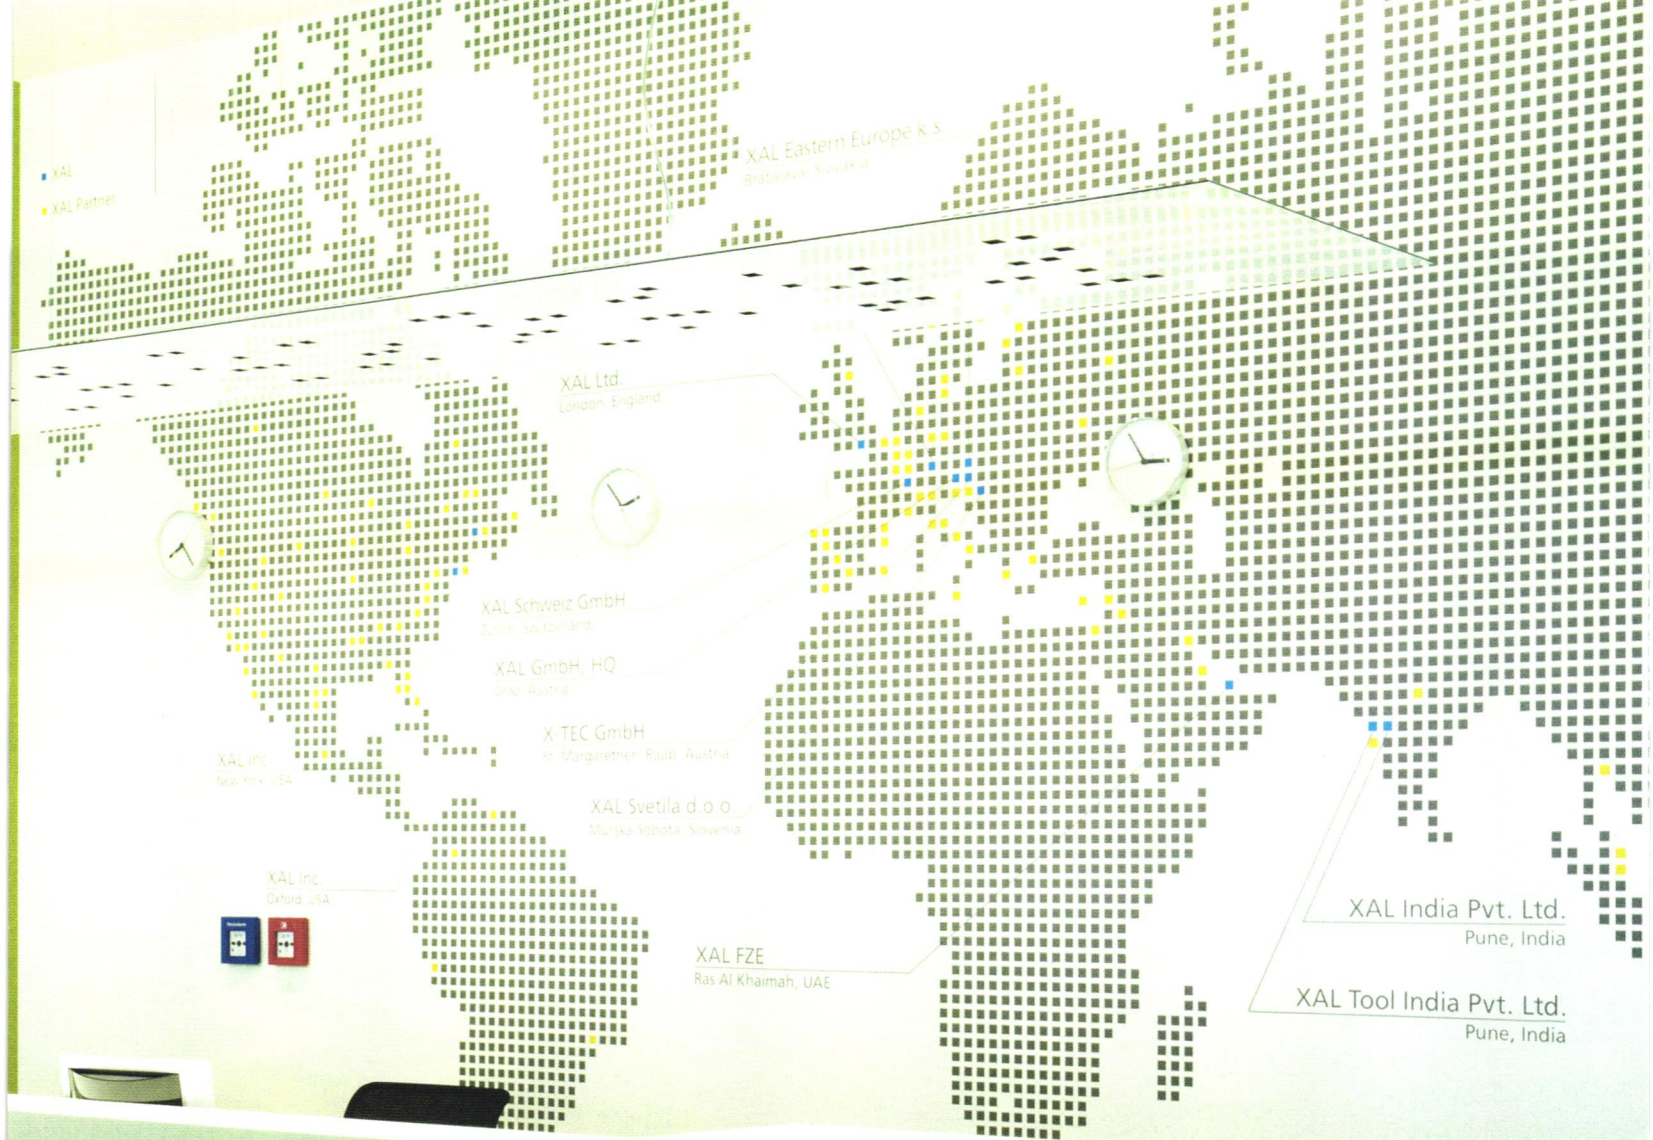 XAL
XAL Partner
XAL Eastern Europe k.s.
Bratislava, Slovakia
XAL Ltd.
London, England
XAL Schweiz GmbH
Zürich, Switzerland
XAL GmbH, HQ
Graz, Austria
X-TEC GmbH
St. Margarethen, Raab, Austria
XAL Svetila d.o.o.
Murska Sobota, Slovenia
XAL Inc.
New York, USA
XAL Inc.
Oxford, USA
XAL FZE
Ras Al Khaimah, UAE
XAL India Pvt. Ltd.
Pune, India
XAL Tool India Pvt. Ltd.
Pune, India